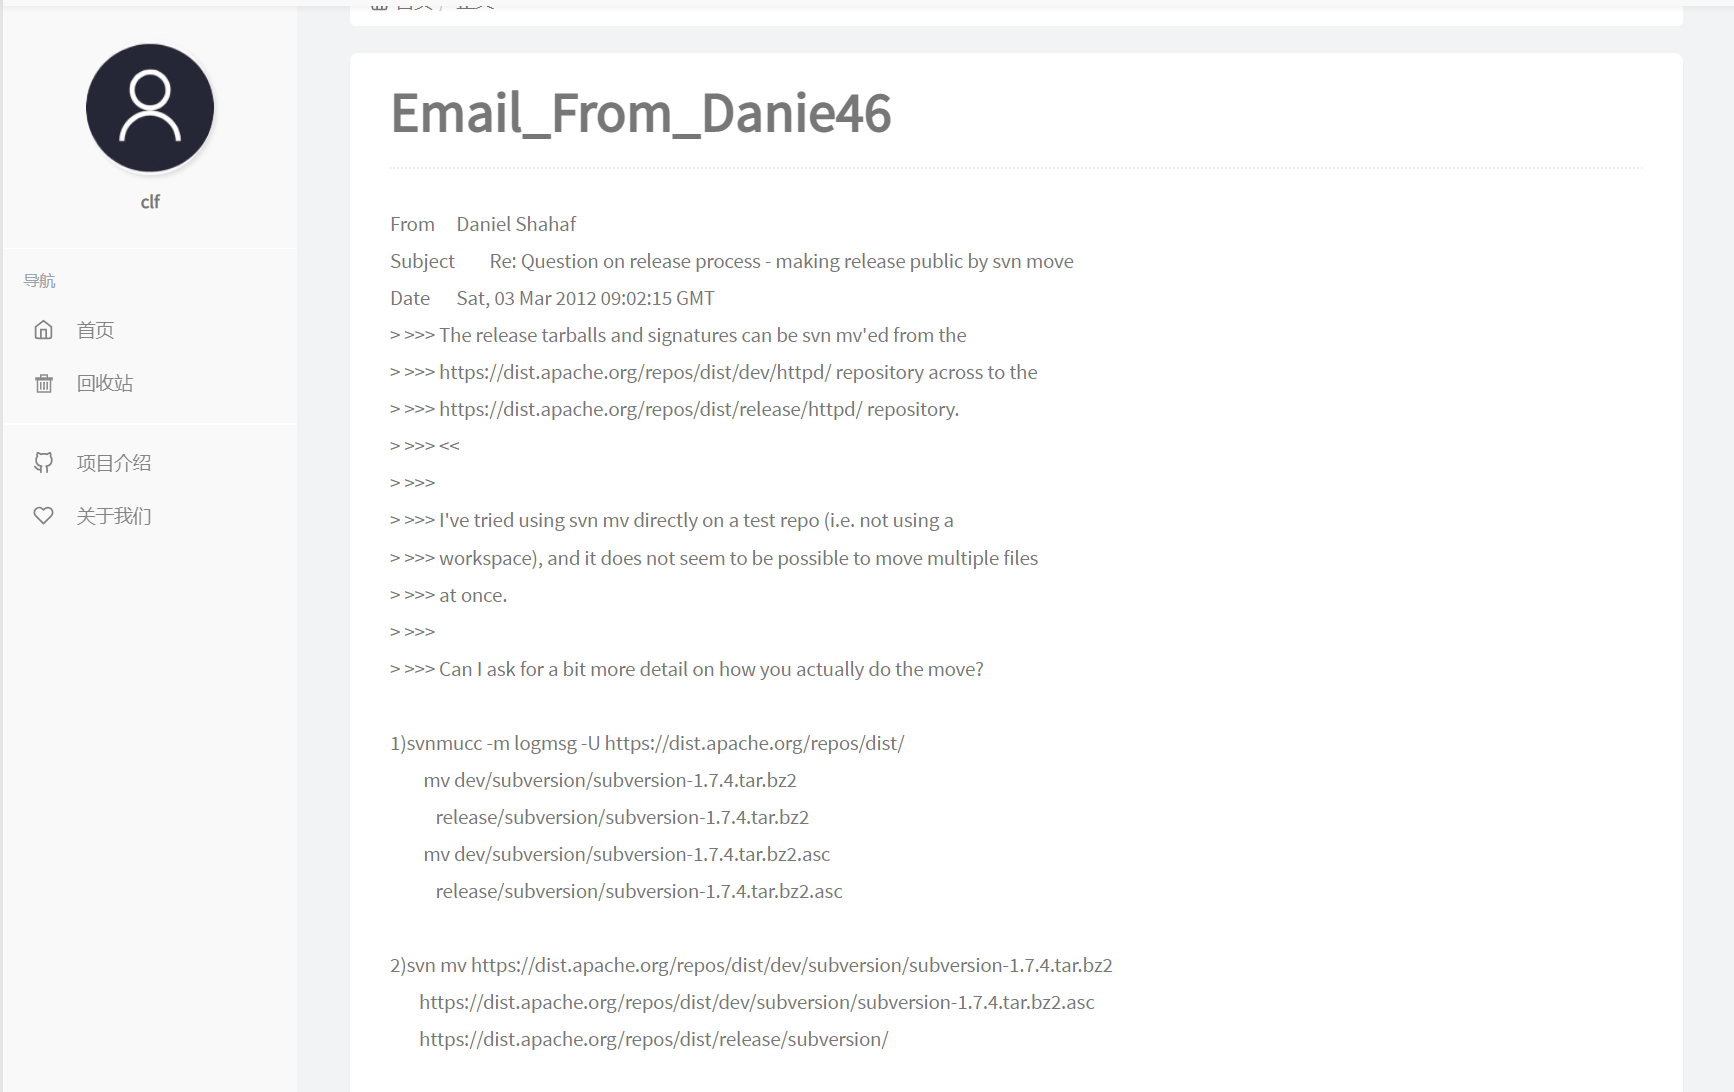 首页 / 正文
clf
导航
首页
回收站
项目介绍
关于我们
Email_From_Danie46
From Daniel Shahaf
Subject Re: Question on release process - making release public by svn move
Date Sat, 03 Mar 2012 09:02:15 GMT
> >>> The release tarballs and signatures can be svn mv'ed from the
> >>> https://dist.apache.org/repos/dist/dev/httpd/ repository across to the
> >>> https://dist.apache.org/repos/dist/release/httpd/ repository.
> >>> <<
> >>>
> >>> I've tried using svn mv directly on a test repo (i.e. not using a
> >>> workspace), and it does not seem to be possible to move multiple files
> >>> at once.
> >>>
> >>> Can I ask for a bit more detail on how you actually do the move?
1)svnmucc -m logmsg -U https://dist.apache.org/repos/dist/
mv dev/subversion/subversion-1.7.4.tar.bz2
release/subversion/subversion-1.7.4.tar.bz2
mv dev/subversion/subversion-1.7.4.tar.bz2.asc
release/subversion/subversion-1.7.4.tar.bz2.asc
2)svn mv https://dist.apache.org/repos/dist/dev/subversion/subversion-1.7.4.tar.bz2
https://dist.apache.org/repos/dist/dev/subversion/subversion-1.7.4.tar.bz2.asc
https://dist.apache.org/repos/dist/release/subversion/